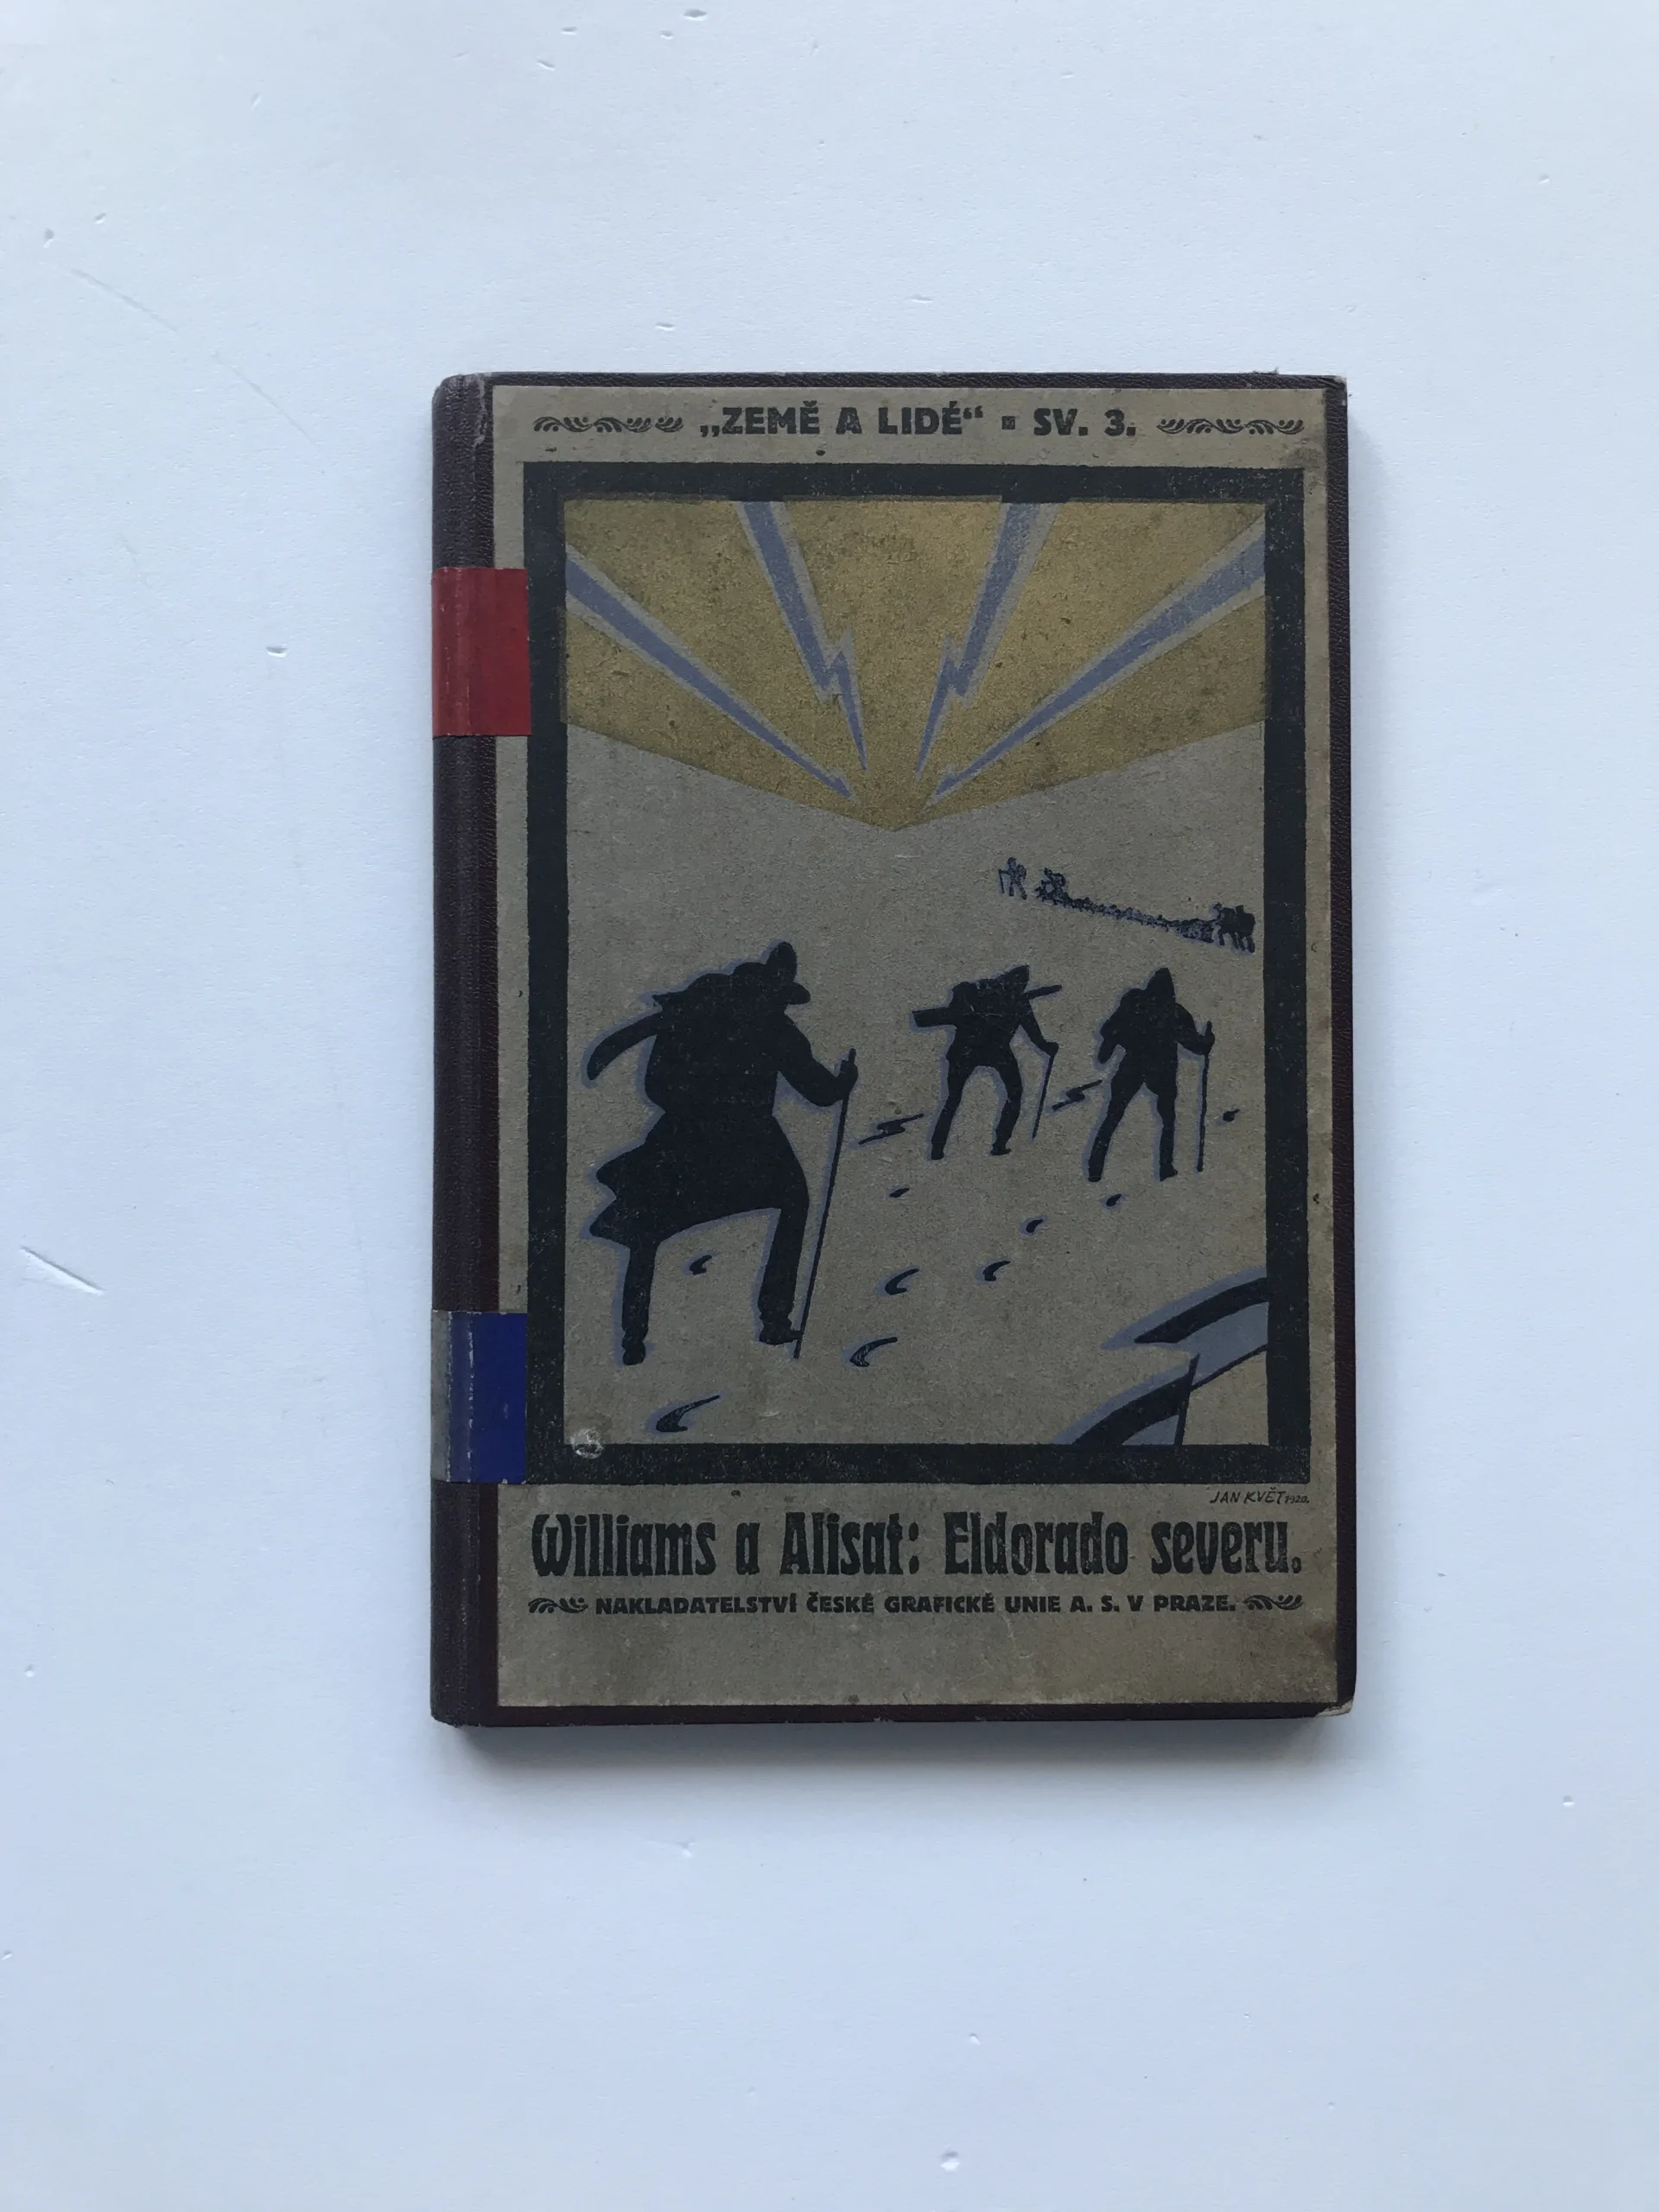 „ZEMĚ A LIDÉ“ ▪ SV. 3.
JAN KVĚT 1920.
Williams a Alisat: Eldorado severu.
NAKLADATELSTVÍ ČESKÉ GRAFICKÉ UNIE A. S. V PRAZE.